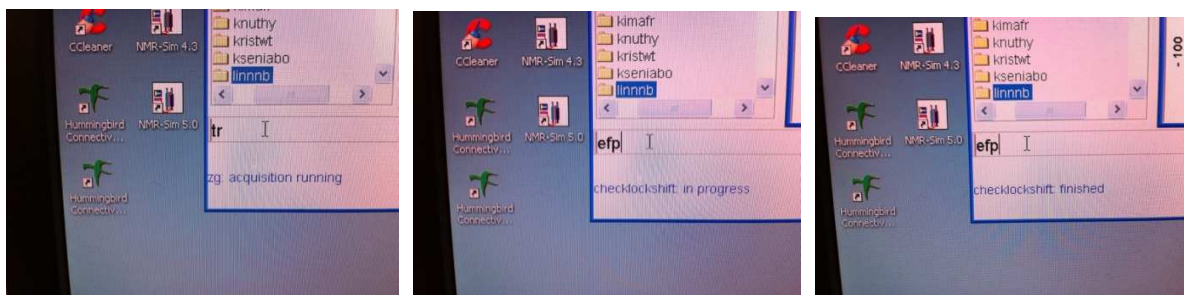 knuthy
kristwt
kseniabo
linnnb
CCleaner
NMR-Sim 4.3
Hummingbird
Connectiv...
NMR-Sim 5.0
tr
zg: acquisition running
Hummingbird
Connectiv...
kimafr
knuthy
kristwt
kseniabo
linnnb
CCleaner
NMR-Sim 4.3
Hummingbird
Connectiv...
NMR-Sim 5.0
efp
checklockshift: in progress
Hummingbird
Connectiv...
kimafr
knuthy
kristwt
kseniabo
linnnb
CCleaner
NMR-Sim 4.3
- 100
Hummingbird
Connectiv...
NMR-Sim 5.0
efp
checklockshift: finished
Hummingbird
Connectiv...